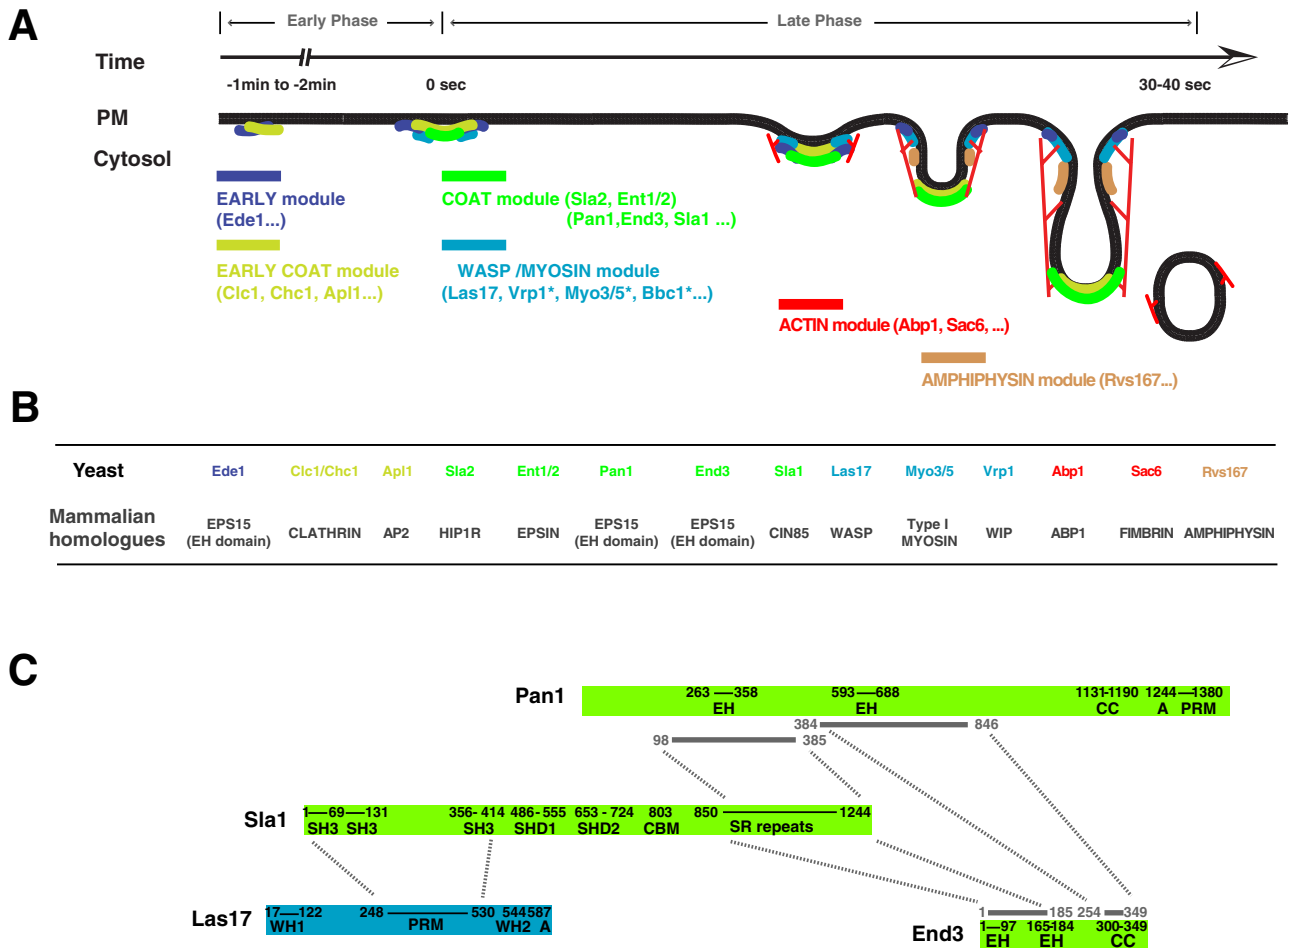 A
Early Phase
Late Phase
Time
-1min to -2min
0 sec
30-40 sec
PM
Cytosol
EARLY module
(Ede1...)
EARLY COAT module
(Clc1, Chc1, Apl1...)
COAT module (Sla2, Ent1/2)
(Pan1,End3, Sla1 ...)
WASP /MYOSIN module
(Las17, Vrp1*, Myo3/5*, Bbc1*...)
ACTIN module (Abp1, Sac6, ...)
AMPHIPHYSIN module (Rvs167...)
B
Yeast Ede1 Clc1/Chc1 Apl1 Sla2 Ent1/2 Pan1 End3 Sla1 Las17 Myo3/5 Vrp1 Abp1 Sac6 Rvs167
Mammalian homologues
EPS15 (EH domain)
CLATHRIN
AP2
HIP1R
EPSIN
EPS15 (EH domain)
EPS15 (EH domain)
CIN85
WASP
Type I MYOSIN
WIP
ABP1
FIMBRIN
AMPHIPHYSIN
C
Pan1
263 358 593 688 1131-1190 1244 1380
EH EH CC A PRM
384 846
98 385
Sla1
1 69 131 356- 414 486 - 555 653 - 724 803 850 1244
SH3 SH3 SH3 SHD1 SHD2 CBM SR repeats
Las17
17 122 248 530 544 587
WH1 PRM WH2 A
1 185 254 349
End3
1 97 165-184 300-349
EH EH CC